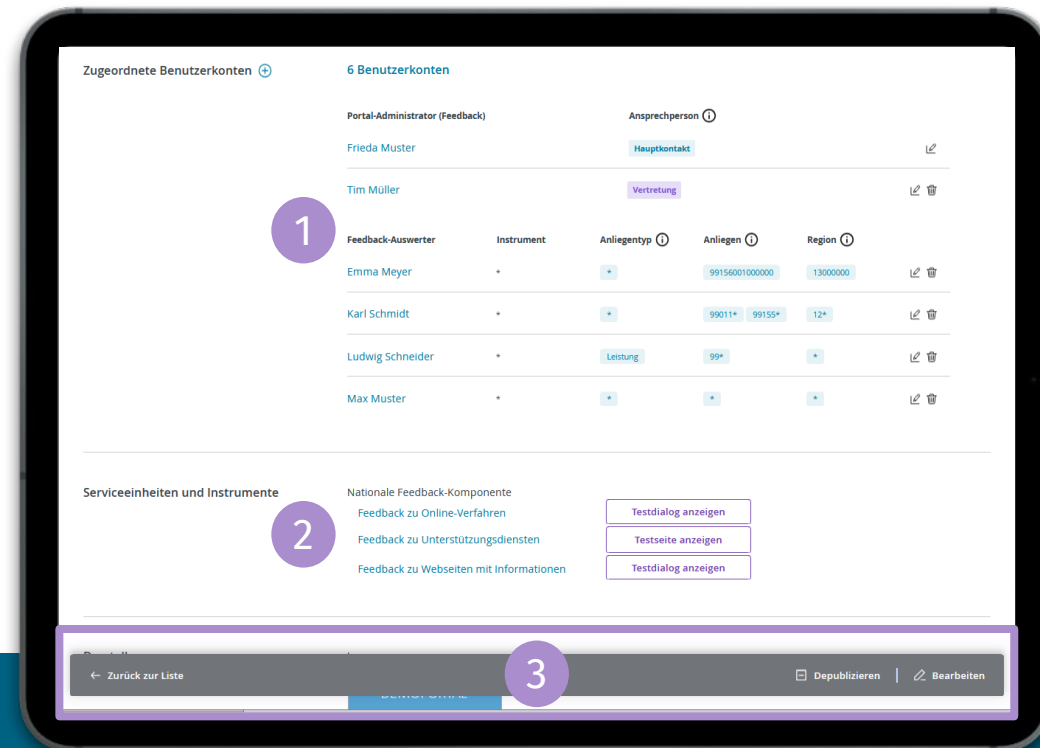 Zugeordnete Benutzerkonten
6 Benutzerkonten
Portal-Administrator (Feedback) Ansprechperson
Frieda Muster Hauptkontakt
Tim Müller Vertretung
1
Feedback-Auswerter Instrument Anliegentyp Anliegen Region
Emma Meyer * * 99156001000000 13000000
Karl Schmidt * * 99011* 99155* 12*
Ludwig Schneider * Leistung 99* *
Max Muster * * * *
Serviceeinheiten und Instrumente
2
Nationale Feedback-Komponente
Feedback zu Online-Verfahren Testdialog anzeigen
Feedback zu Unterstützungsdiensten Testseite anzeigen
Feedback zu Webseiten mit Informationen Testdialog anzeigen
← Zurück zur Liste 3 Depublizieren | Bearbeiten